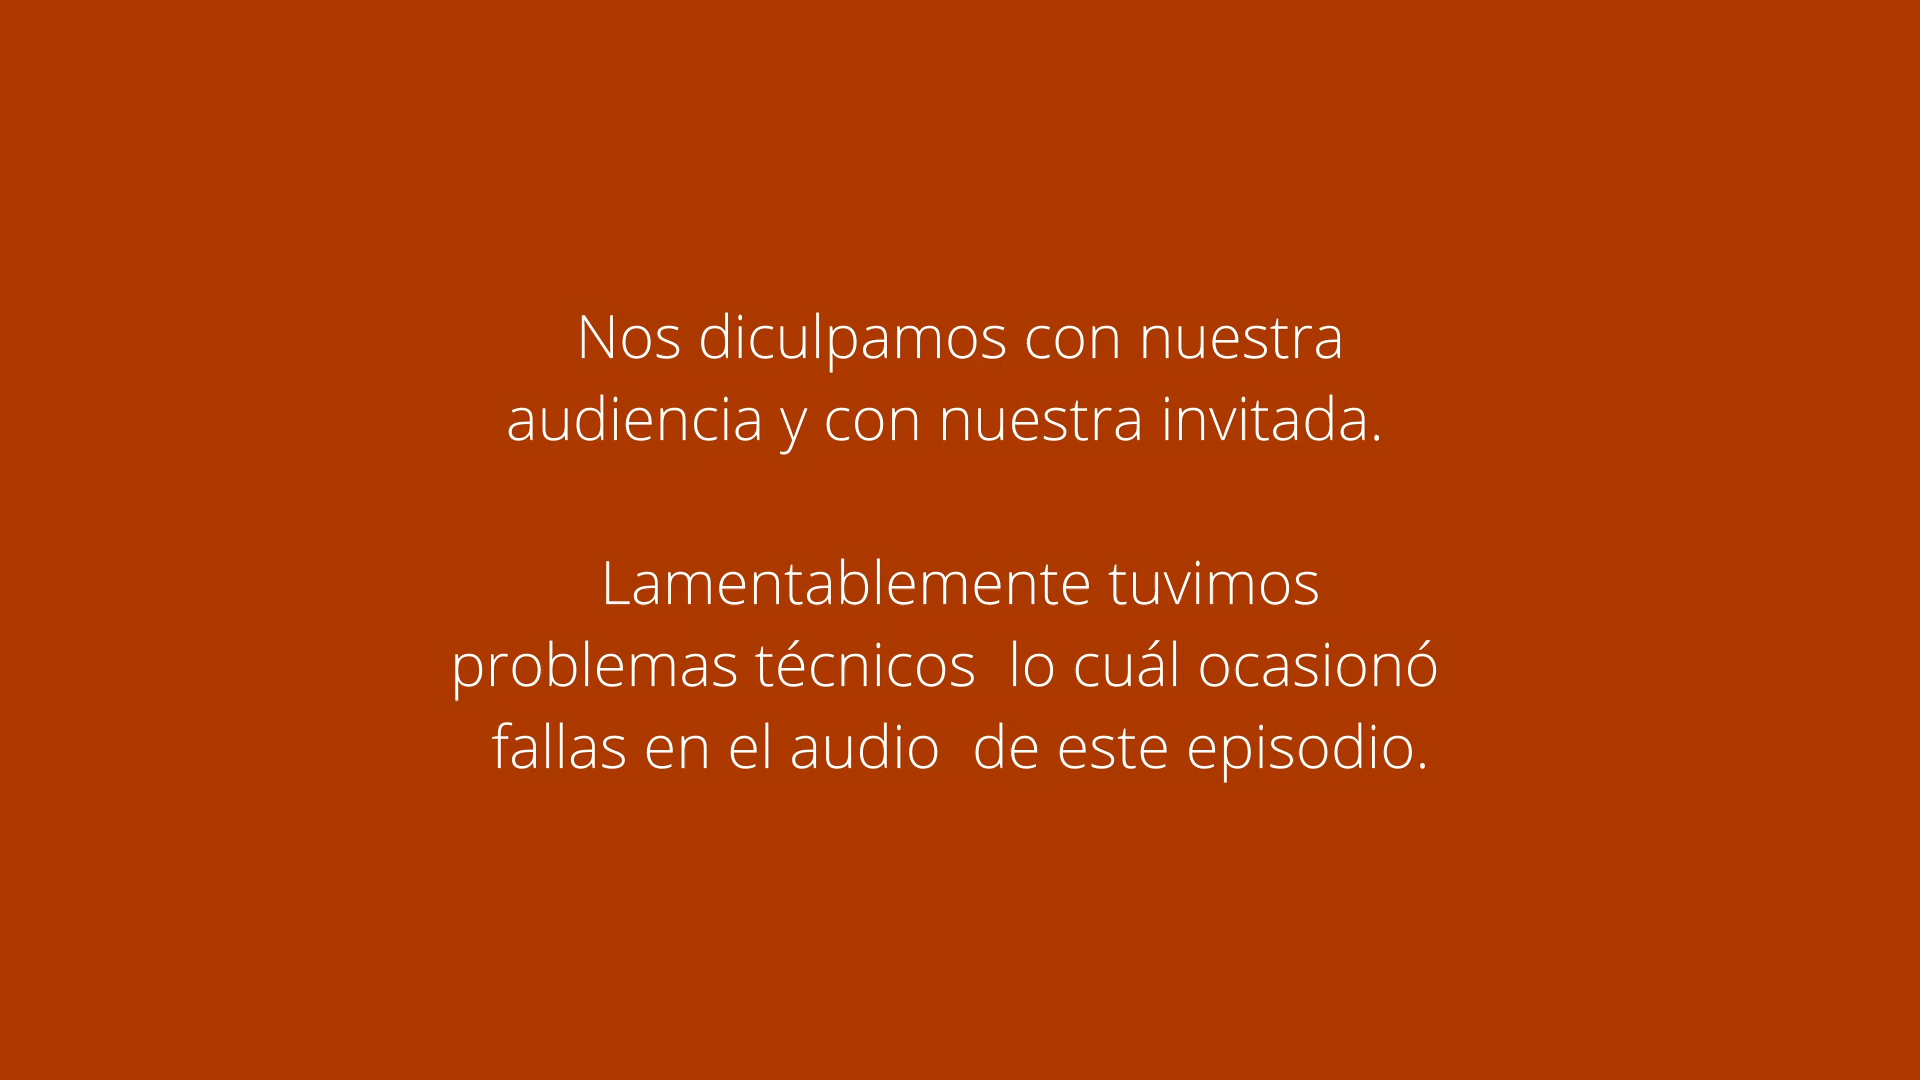 Nos diculpamos con nuestra
audiencia y con nuestra invitada.
Lamentablemente tuvimos
problemas técnicos  lo cuál ocasionó
fallas en el audio  de este episodio.